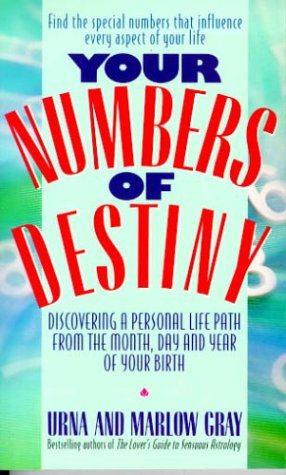 Find the special numbers that influence
every aspect of your life
YOUR
NUMBERS
OF
DESTINY
DISCOVERING A PERSONAL LIFE PATH
FROM THE MONTH, DAY AND YEAR
OF YOUR BIRTH
URNA AND MARLOW GRAY
Bestselling authors of The Lover's Guide to Sensuous Astrology